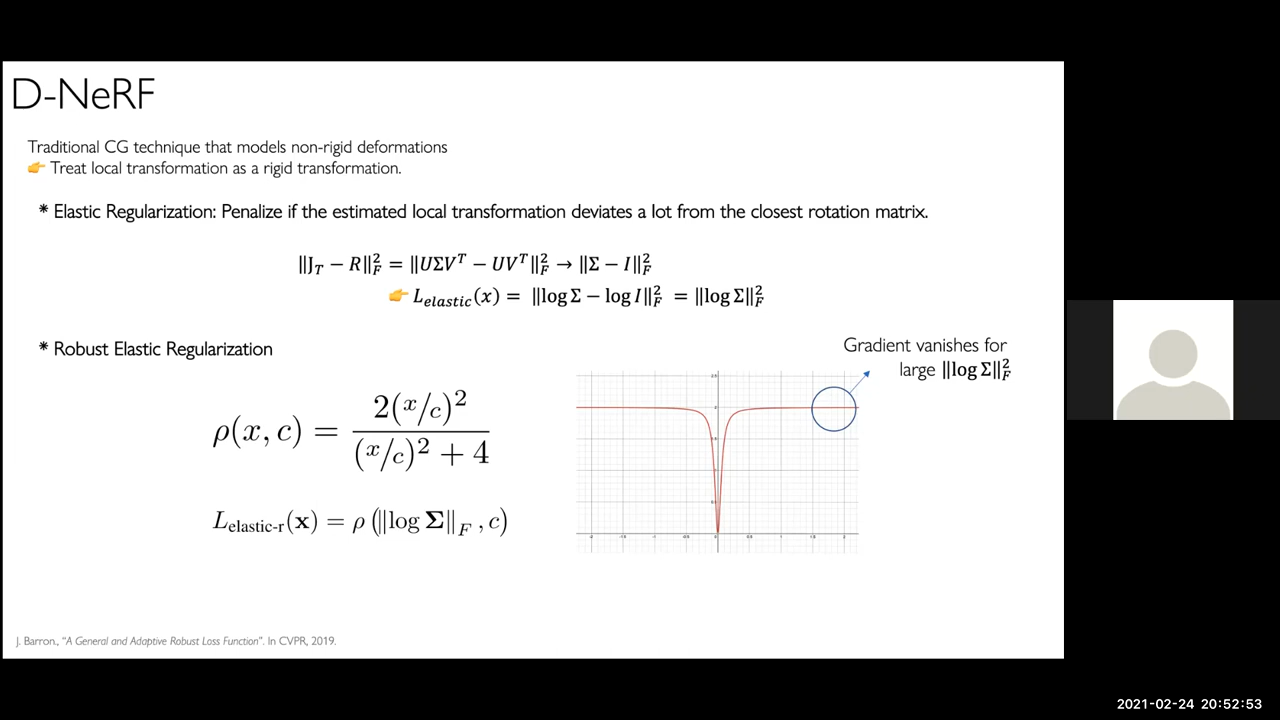 D-NeRF
Traditional CG technique that models non-rigid deformations
👉 Treat local transformation as a rigid transformation.
* Elastic Regularization: Penalize if the estimated local transformation deviates a lot from the closest rotation matrix.
‖J_T − R‖²_F = ‖UΣV^T − UV^T‖²_F → ‖Σ − I‖²_F
👉 L_elastic(x) = ‖log Σ − log I‖²_F = ‖log Σ‖²_F
* Robust Elastic Regularization
Gradient vanishes for
large ‖log Σ‖²_F
ρ(x, c) = 2(x/c)² / ((x/c)² + 4)
L_elastic-r(x) = ρ (‖log Σ‖_F , c)
J. Barron., “A General and Adaptive Robust Loss Function”. In CVPR, 2019.
2021-02-24 20:52:53